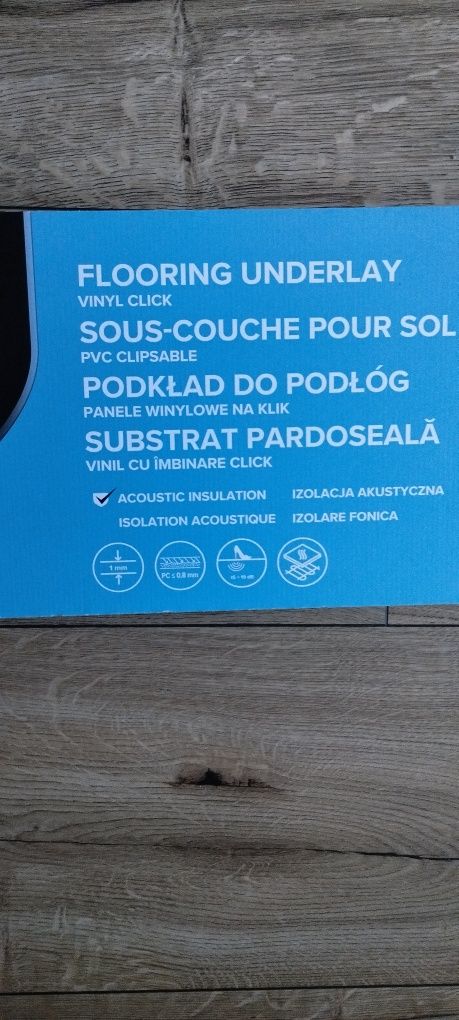 FLOORING UNDERLAY
VINYL CLICK
SOUS-COUCHE POUR SOL
PVC CLIPSABLE
PODKŁAD DO PODŁÓG
PANELE WINYLOWE NA KLIK
SUBSTRAT PARDOSEALĂ
VINIL CU ÎMBINARE CLICK
ACOUSTIC INSULATION IZOLACJA AKUSTYCZNA
ISOLATION ACOUSTIQUE IZOLARE FONICA
1 mm
PC ≤ 0,8 mm